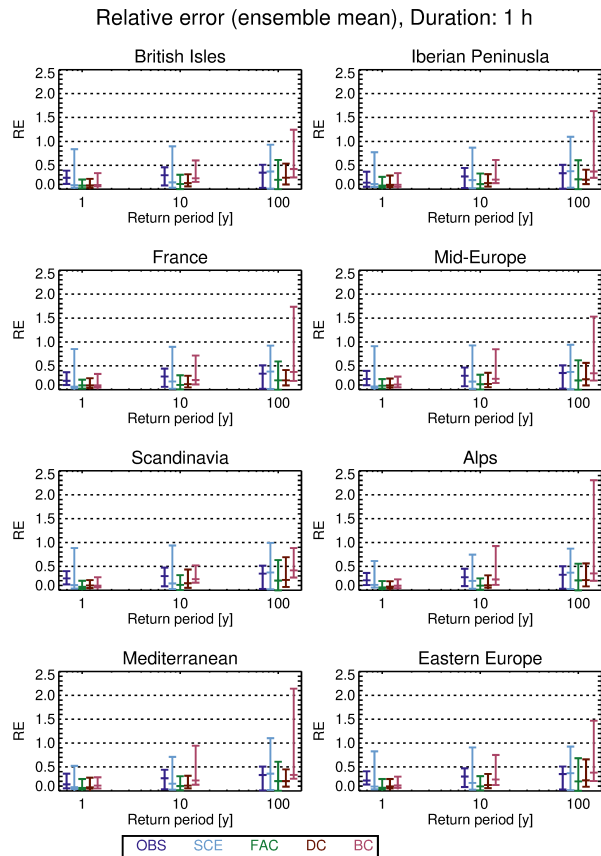 Relative error (ensemble mean), Duration: 1 h
British Isles
Iberian Peninusla
2.5
2.0
1.5
1.0
0.5
0.0
RE
1
10
100
Return period [y]
2.5
2.0
1.5
1.0
0.5
0.0
RE
1
10
100
Return period [y]
France
Mid-Europe
2.5
2.0
1.5
1.0
0.5
0.0
RE
1
10
100
Return period [y]
2.5
2.0
1.5
1.0
0.5
0.0
RE
1
10
100
Return period [y]
Scandinavia
Alps
2.5
2.0
1.5
1.0
0.5
0.0
RE
1
10
100
Return period [y]
2.5
2.0
1.5
1.0
0.5
0.0
RE
1
10
100
Return period [y]
Mediterranean
Eastern Europe
2.5
2.0
1.5
1.0
0.5
0.0
RE
1
10
100
Return period [y]
2.5
2.0
1.5
1.0
0.5
0.0
RE
1
10
100
Return period [y]
OBS SCE FAC DC BC